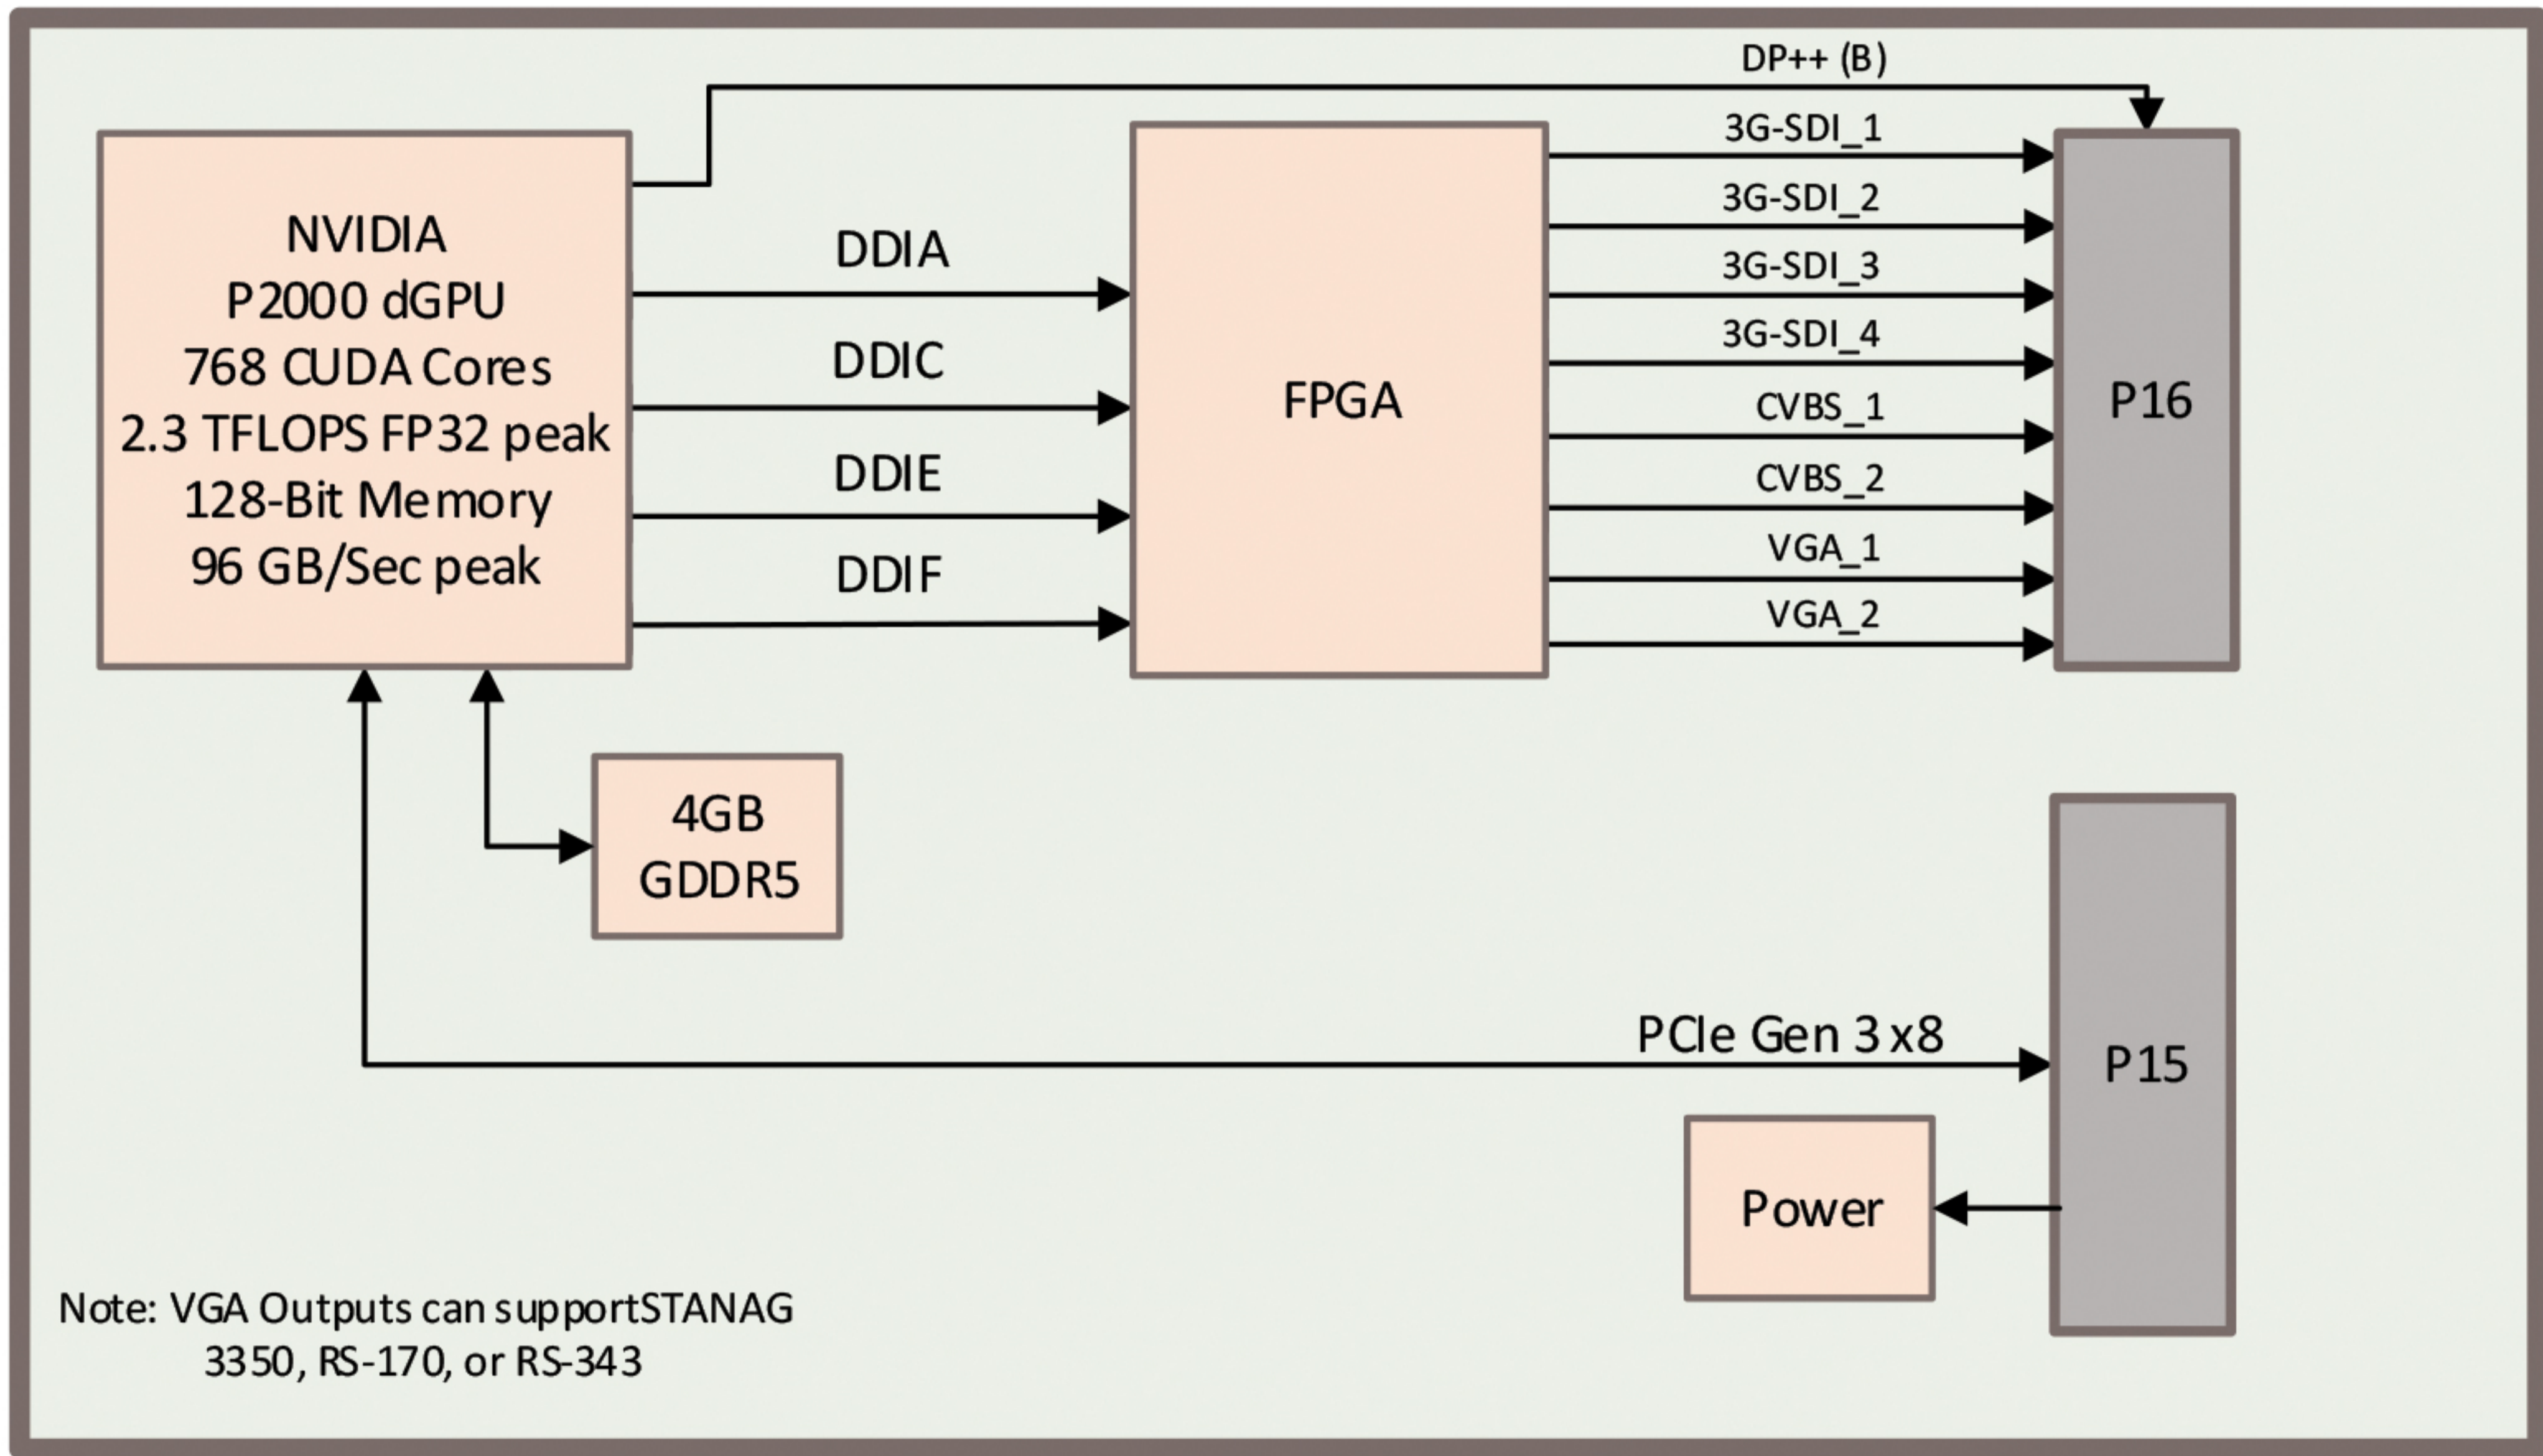 DP++ (B)
3G-SDI_1
3G-SDI_2
3G-SDI_3
3G-SDI_4
CVBS_1
CVBS_2
VGA_1
VGA_2
NVIDIA
P2000 dGPU
768 CUDA Cores
2.3 TFLOPS FP32 peak
128-Bit Memory
96 GB/Sec peak
DDIA
DDIC
DDIE
DDIF
FPGA
P16
4GB
GDDR5
PCIe Gen 3 x8
P15
Power
Note: VGA Outputs can supportSTANAG
3350, RS-170, or RS-343